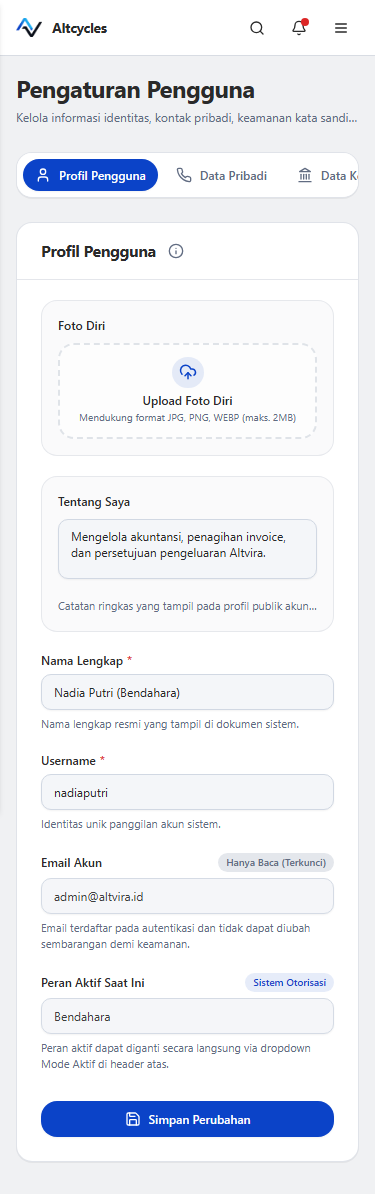 Altcycles
Pengaturan Pengguna
Kelola informasi identitas, kontak pribadi, keamanan kata sandi...
Profil Pengguna
Data Pribadi
Data K
Profil Pengguna
Foto Diri
Upload Foto Diri
Mendukung format JPG, PNG, WEBP (maks. 2MB)
Tentang Saya
Mengelola akuntansi, penagihan invoice,
dan persetujuan pengeluaran Altvira.
Catatan ringkas yang tampil pada profil publik akun...
Nama Lengkap *
Nadia Putri (Bendahara)
Nama lengkap resmi yang tampil di dokumen sistem.
Username *
nadiaputri
Identitas unik panggilan akun sistem.
Email Akun
Hanya Baca (Terkunci)
admin@altvira.id
Email terdaftar pada autentikasi dan tidak dapat diubah
sembarangan demi keamanan.
Peran Aktif Saat Ini
Sistem Otorisasi
Bendahara
Peran aktif dapat diganti secara langsung via dropdown
Mode Aktif di header atas.
Simpan Perubahan